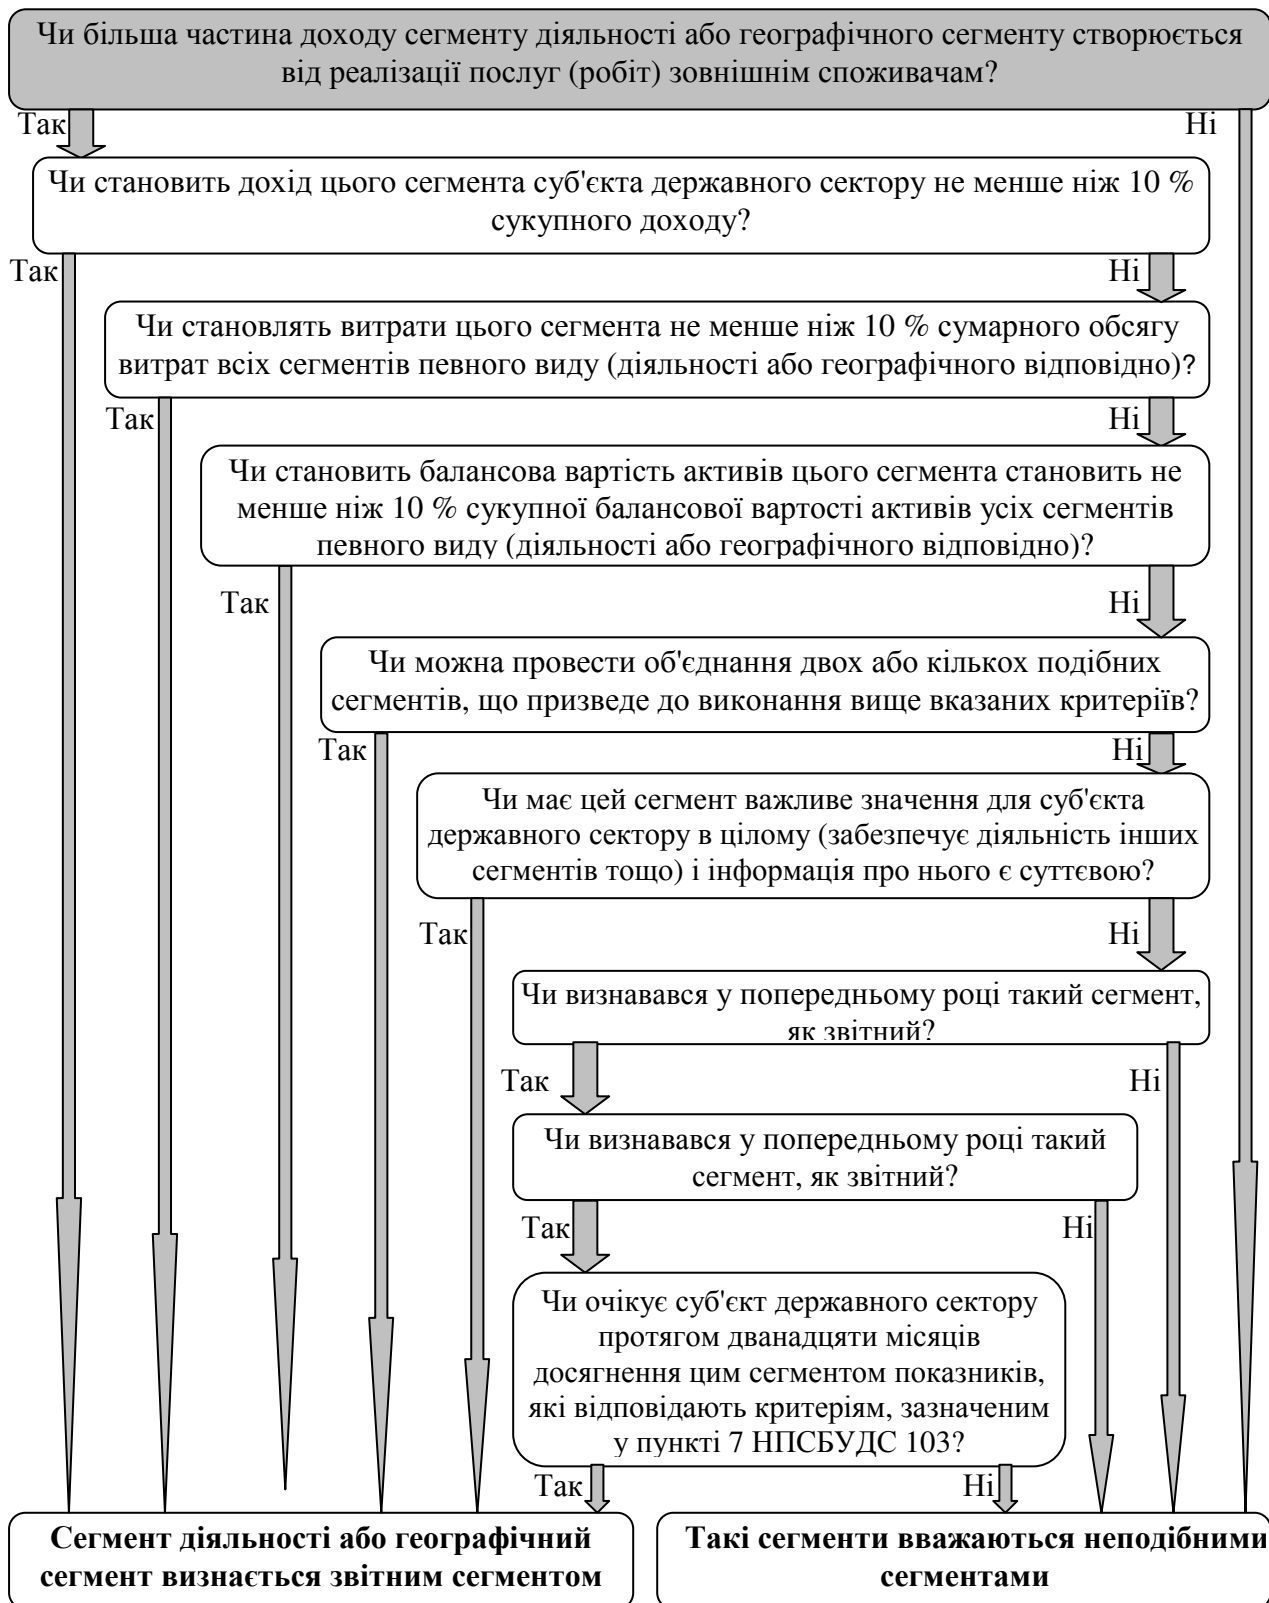 Чи більша частина доходу сегменту діяльності або географічного сегменту створюється
від реалізації послуг (робіт) зовнішнім споживачам?
Так
Ні
Чи становить дохід цього сегмента суб'єкта державного сектору не менше ніж 10 %
сукупного доходу?
Так
Ні
Чи становлять витрати цього сегмента не менше ніж 10 % сумарного обсягу
витрат всіх сегментів певного виду (діяльності або географічного відповідно)?
Так
Ні
Чи становить балансова вартість активів цього сегмента становить не
менше ніж 10 % сукупної балансової вартості активів усіх сегментів
певного виду (діяльності або географічного відповідно)?
Так
Ні
Чи можна провести об'єднання двох або кількох подібних
сегментів, що призведе до виконання вище вказаних критеріїв?
Так
Ні
Чи має цей сегмент важливе значення для суб'єкта
державного сектору в цілому (забезпечує діяльність інших
сегментів тощо) і інформація про нього є суттєвою?
Так
Ні
Чи визнавався у попередньому році такий сегмент,
як звітний?
Так
Ні
Чи визнавався у попередньому році такий
сегмент, як звітний?
Так
Ні
Чи очікує суб'єкт державного сектору
протягом дванадцяти місяців
досягнення цим сегментом показників,
які відповідають критеріям, зазначеним
у пункті 7 НПСБУДС 103?
Так
Ні
Сегмент діяльності або географічний
сегмент визнається звітним сегментом
Такі сегменти вважаються неподібними
сегментами